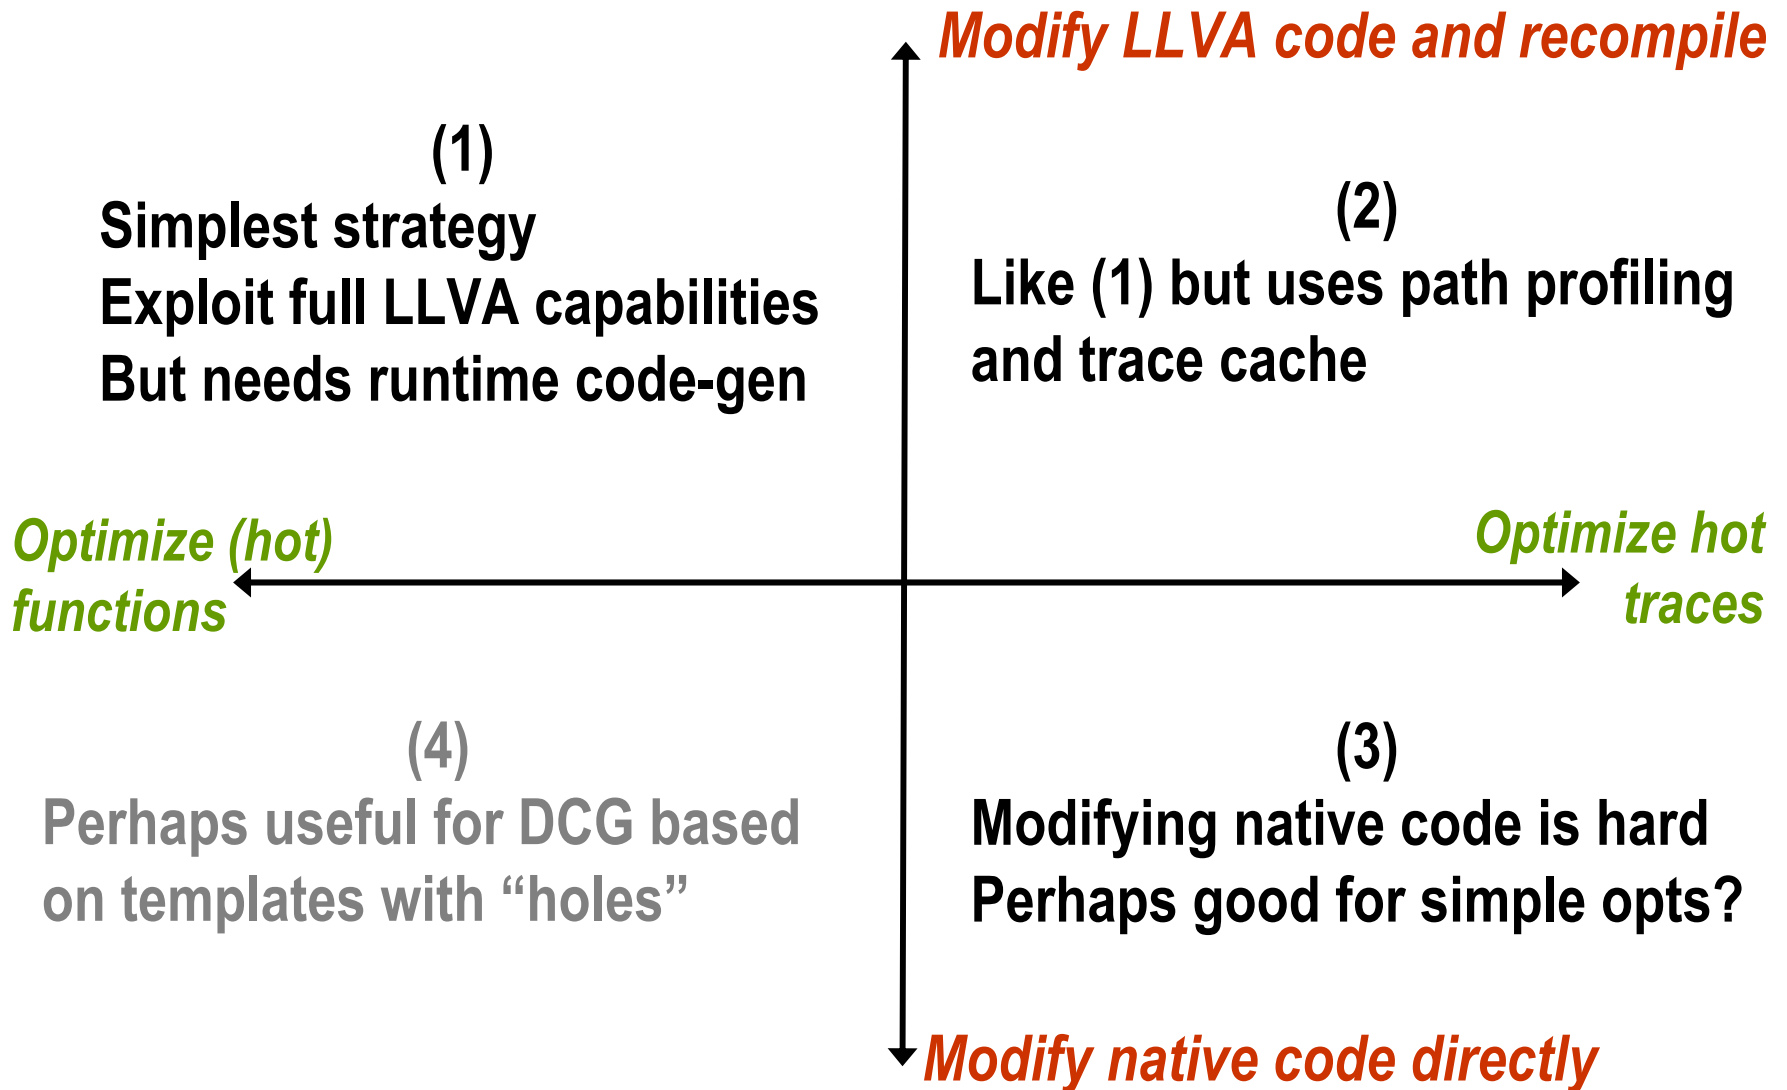 Modify LLVA code and recompile
(1)
Simplest strategy
Exploit full LLVA capabilities
But needs runtime code-gen
(2)
Like (1) but uses path profiling
and trace cache
Optimize (hot)
functions
Optimize hot
traces
(4)
Perhaps useful for DCG based
on templates with “holes”
(3)
Modifying native code is hard
Perhaps good for simple opts?
Modify native code directly